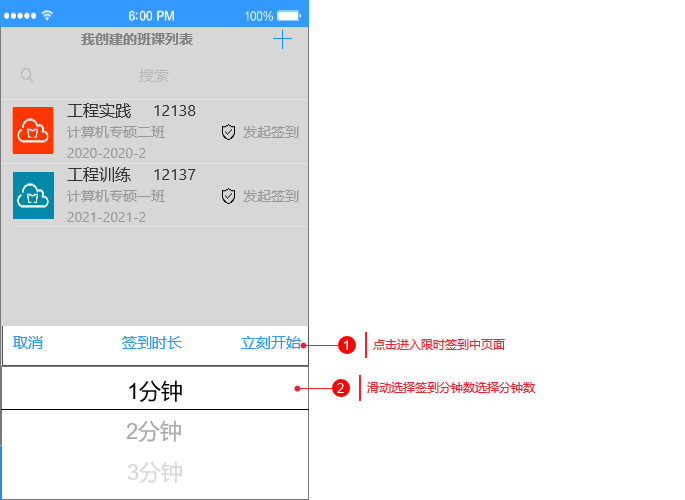 6:00 PM 100%
我创建的班课列表
搜索
工程实践 12138
计算机专硕二班
发起签到
2020-2020-2
工程训练 12137
计算机专硕一班
发起签到
2021-2021-2
取消 签到时长 立刻开始
1 点击进入限时签到中页面
1分钟
2 滑动选择签到分钟数选择分钟数
2分钟
3分钟